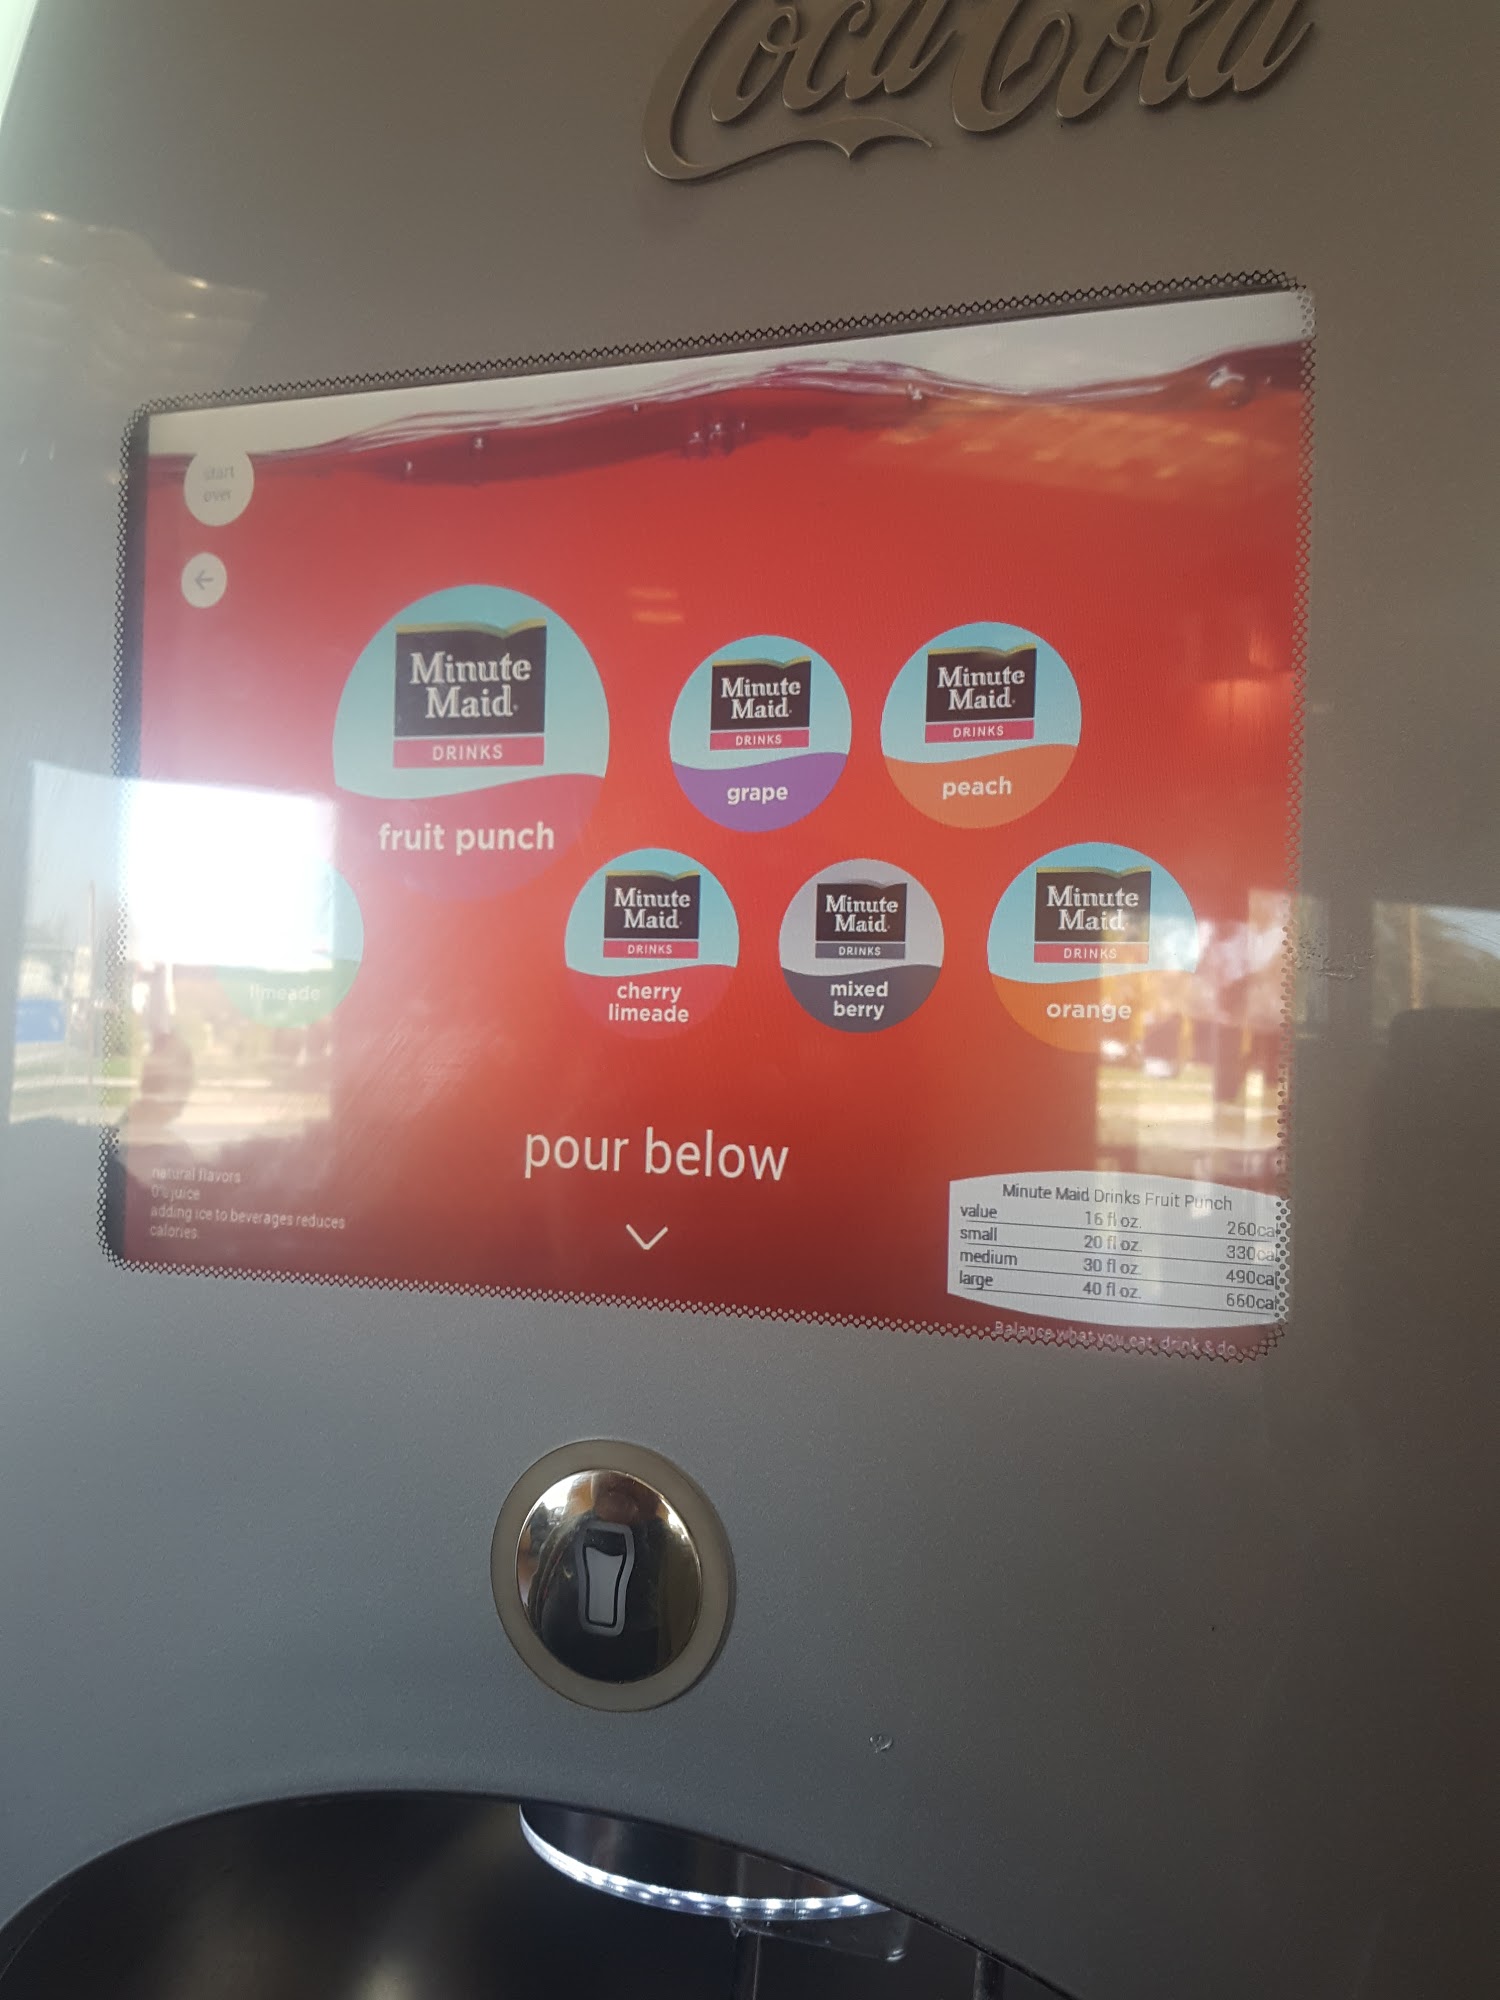 Coca-Cola
start
over
Minute
Maid
DRINKS
fruit punch
Minute
Maid
DRINKS
grape
Minute
Maid
DRINKS
peach
limeade
Minute
Maid
DRINKS
cherry
limeade
Minute
Maid
DRINKS
mixed
berry
Minute
Maid
DRINKS
orange
pour below
natural flavors
0% juice
adding ice to beverages reduces
calories.
Minute Maid Drinks Fruit Punch
value 16 fl oz. 260cal
small 20 fl oz. 330cal
medium 30 fl oz. 490cal
large 40 fl oz. 660cal
Balance what you eat, drink & do.